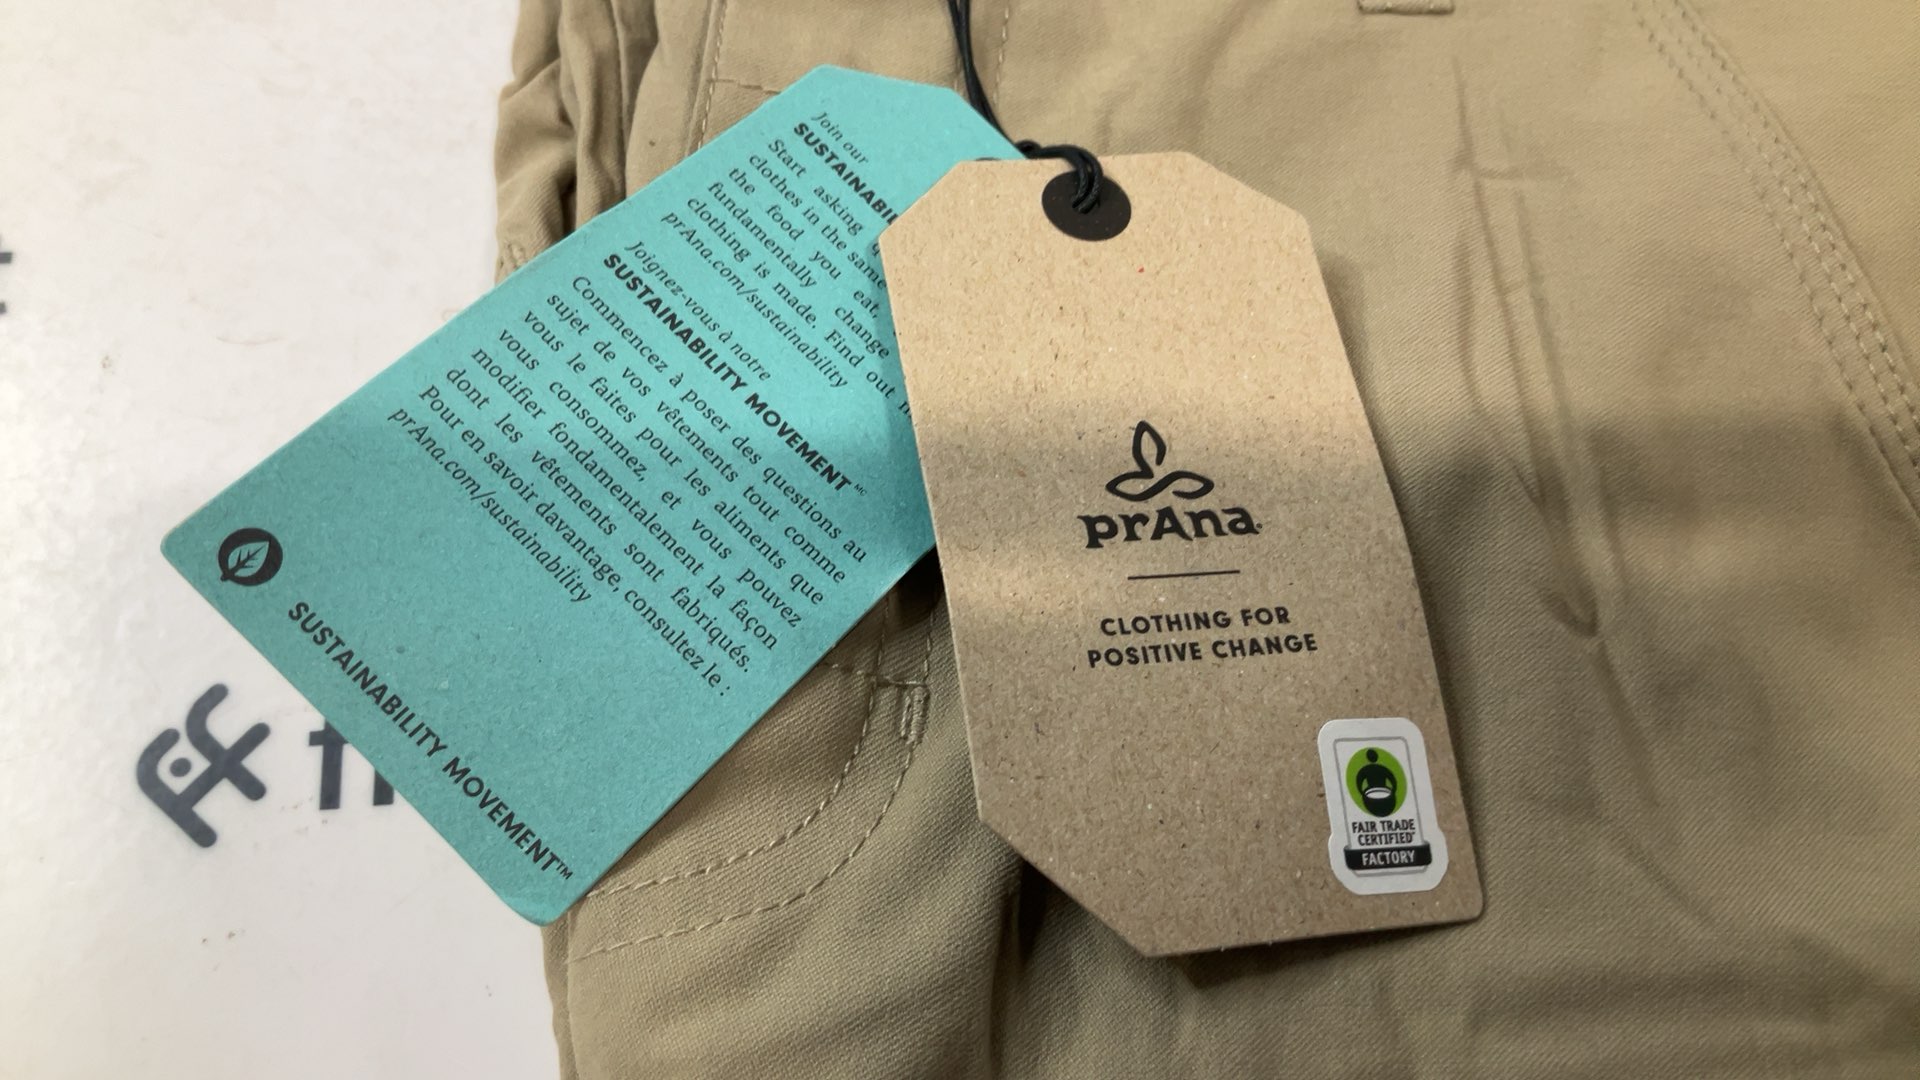 Join our
SUSTAINABI
Start asking
clothes in the same
the food you eat,
fundamentally change
clothing is made. Find out
prAna.com/sustainability
Joignez-vous à notre
SUSTAINABILITY MOVEMENT MC
Commencez à poser des questions au
sujet de vos vêtements tout comme
vous le faites pour les aliments que
vous consommez, et vous pouvez
modifier fondamentalement la façon
dont les vêtements sont fabriqués.
Pour en savoir davantage, consultez le :
prAna.com/sustainability
SUSTAINABILITY MOVEMENT™
prAna
CLOTHING FOR
POSITIVE CHANGE
FAIR TRADE
CERTIFIED
FACTORY